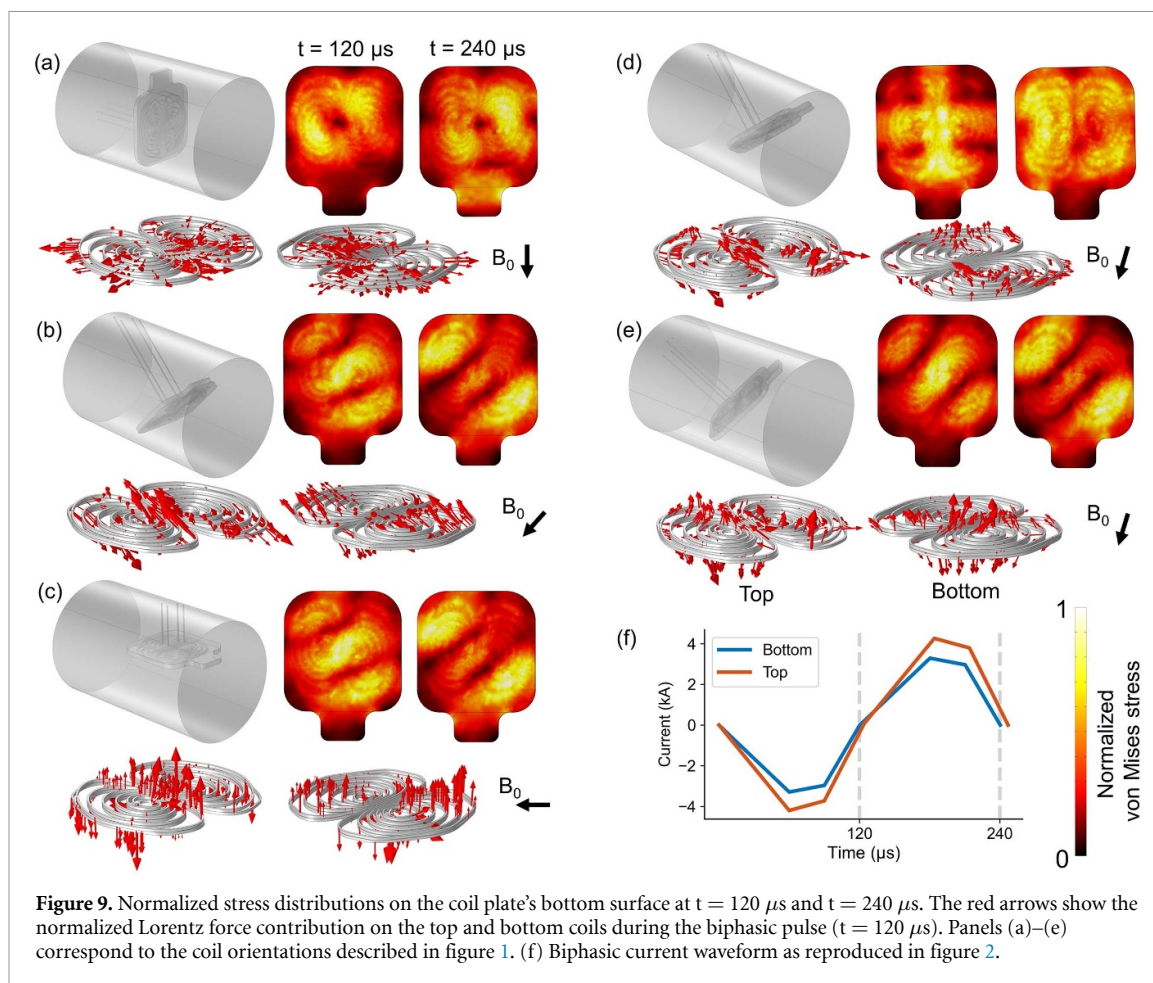 (a)
t = 120 μs
t = 240 μs
B₀
(b)
B₀
(c)
B₀
(d)
B₀
(e)
B₀
Top
Bottom
(f)
Bottom
Top
4
2
0
−2
−4
Current (kA)
120
240
Time (μs)
1
0
Normalized
von Mises stress
Figure 9. Normalized stress distributions on the coil plate's bottom surface at t = 120 μs and t = 240 μs. The red arrows show the
normalized Lorentz force contribution on the top and bottom coils during the biphasic pulse (t = 120 μs). Panels (a)–(e)
correspond to the coil orientations described in figure 1. (f) Biphasic current waveform as reproduced in figure 2.